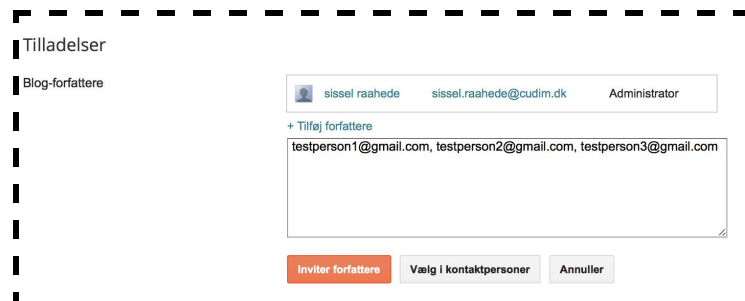 Tilladelser
Blog-forfattere
sissel raahede sissel.raahede@cudim.dk Administrator
+ Tilføj forfattere
testperson1@gmail.com, testperson2@gmail.com, testperson3@gmail.com
Inviter forfattere Vælg i kontaktpersoner Annuller